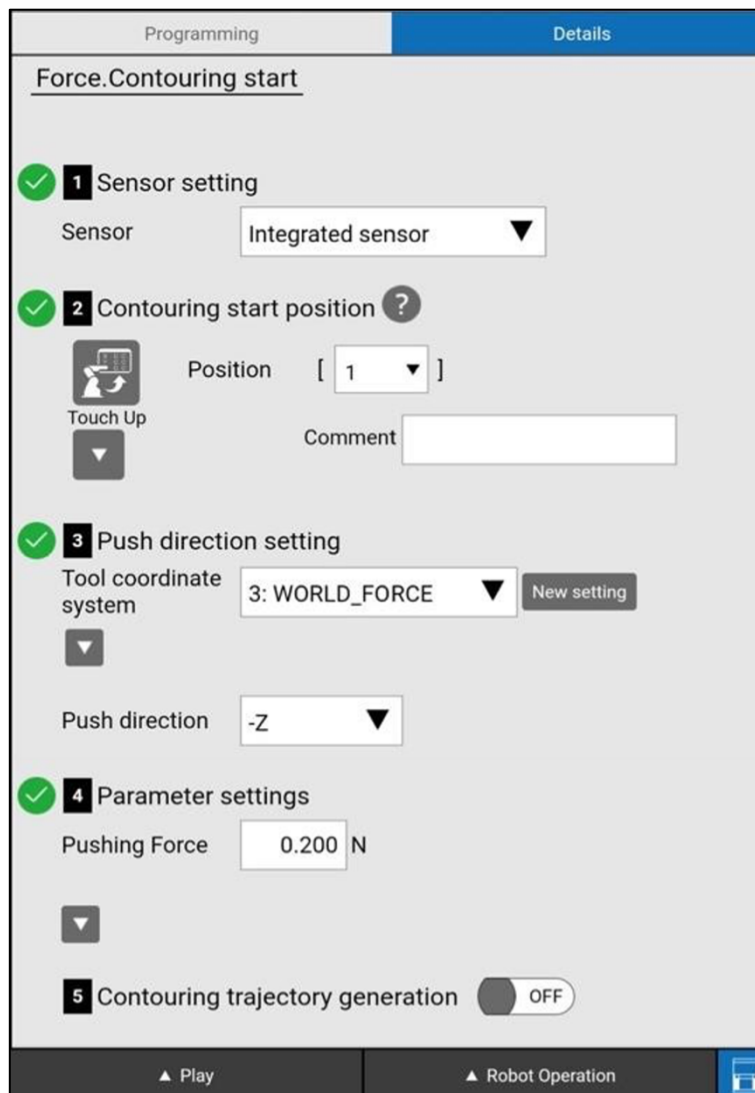 Programming Details
Force.Contouring start
1 Sensor setting
Sensor Integrated sensor
2 Contouring start position ?
Position [ 1 ]
Touch Up
Comment
3 Push direction setting
Tool coordinate
system
3: WORLD_FORCE New setting
Push direction -Z
4 Parameter settings
Pushing Force 0.200 N
5 Contouring trajectory generation OFF
Play Robot Operation